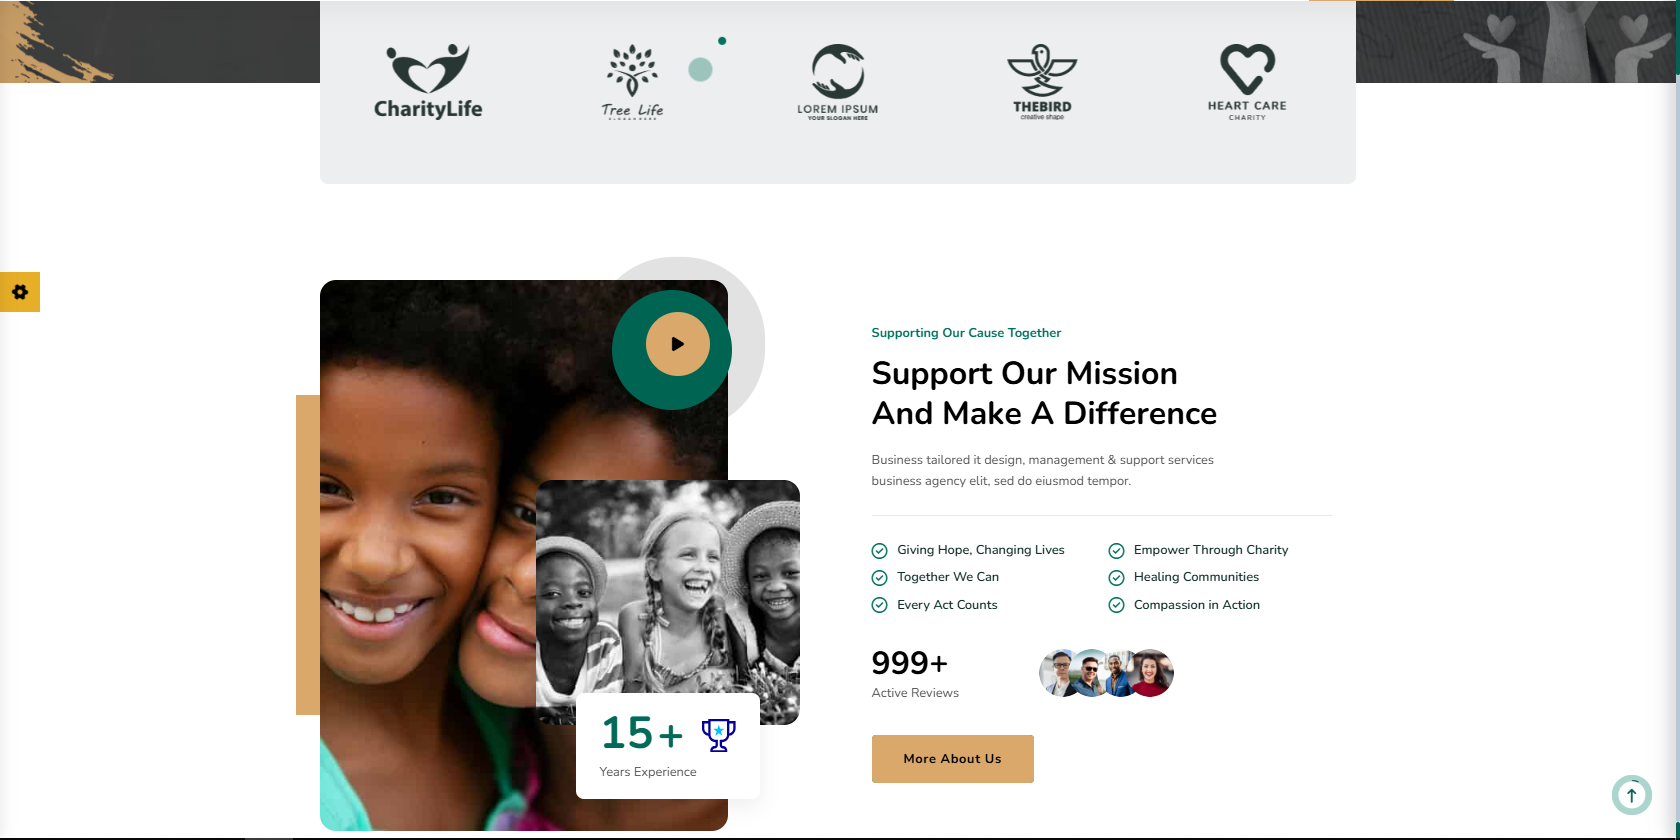 CharityLife
Tree Life
LOREM IPSUM
YOUR SLOGAN HERE
THEBIRD
creative shape
HEART CARE
CHARITY
Supporting Our Cause Together
Support Our Mission
And Make A Difference
Business tailored it design, management & support services
business agency elit, sed do eiusmod tempor.
Giving Hope, Changing Lives
Empower Through Charity
Together We Can
Healing Communities
Every Act Counts
Compassion in Action
999+
Active Reviews
15+
Years Experience
More About Us